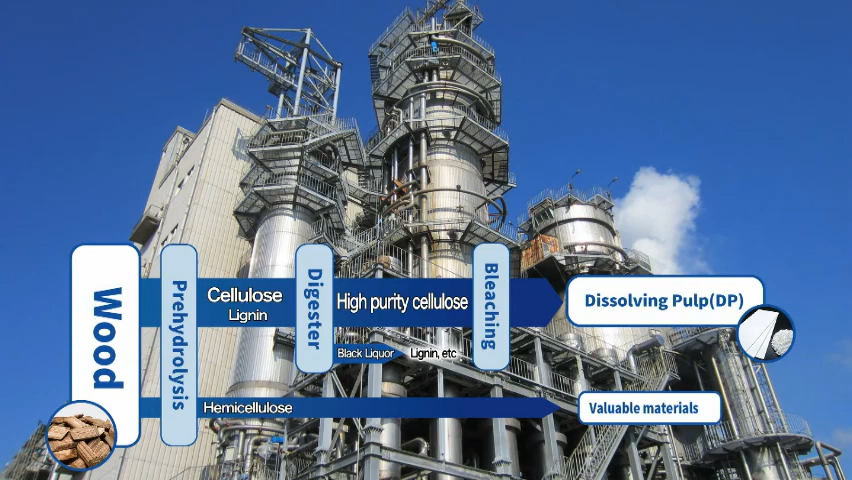 Wood
Prehydrolysis
Cellulose
Lignin
Digester
High purity cellulose
Black Liquor
Lignin, etc
Bleaching
Dissolving Pulp(DP)
Hemicellulose
Valuable materials